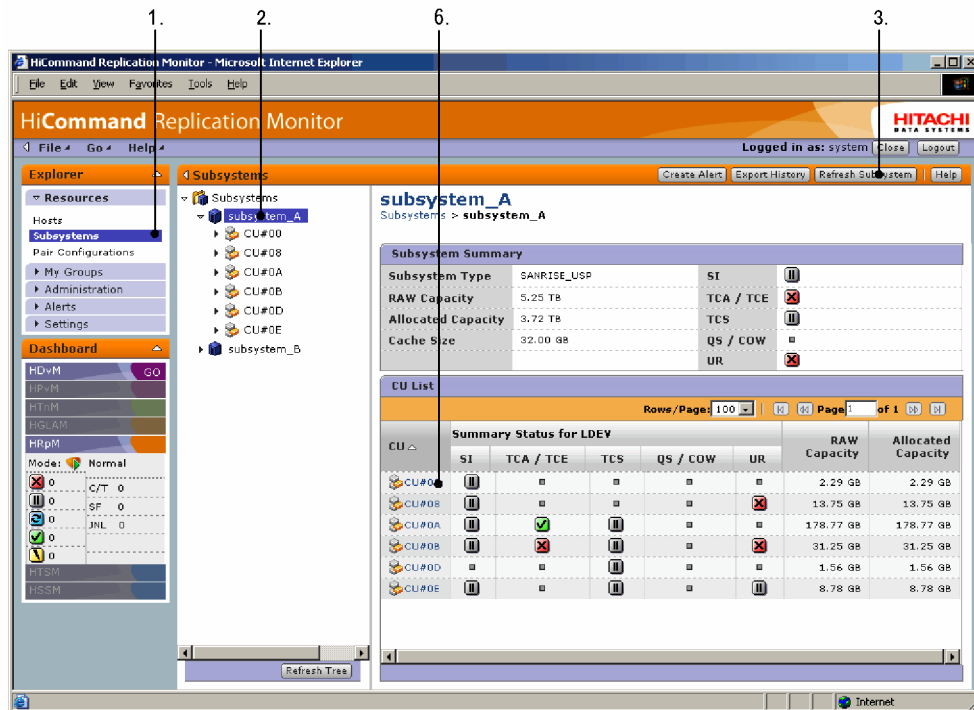 1. 2. 6. 3.
HiCommand Replication Monitor - Microsoft Internet Explorer
File Edit View Favorites Tools Help
HiCommand Replication Monitor
HITACHI
DATA SYSTEMS
File Go Help
Logged in as: system Close Logout
Explorer
Resources
Hosts
Subsystems
Pair Configurations
My Groups
Administration
Alerts
Settings
Dashboard
HDvM GO
HPvM
HTnM
HGLAM
HRpM
Mode: Normal
0 C/T 0
0 SF 0
0 JNL 0
0
0
HTSM
HSSM
Subsystems
Create Alert Export History Refresh Subsystem Help
Subsystems
subsystem_A
CU#00
CU#08
CU#0A
CU#0B
CU#0D
CU#0E
subsystem_B
Refresh Tree
subsystem_A
Subsystems > subsystem_A
Subsystem Summary
Subsystem Type SANRISE_USP SI
RAW Capacity 5.25 TB TCA / TCE
Allocated Capacity 3.72 TB TCS
Cache Size 32.00 GB QS / COW
UR
CU List
Rows/Page: 100 Page 1 of 1
CU Summary Status for LDEV RAW Capacity Allocated Capacity
SI TCA / TCE TCS QS / COW UR
2.29 GB 2.29 GB
CU#08 13.75 GB 13.75 GB
CU#0A 178.77 GB 178.77 GB
CU#0B 31.25 GB 31.25 GB
CU#0D 1.56 GB 1.56 GB
CU#0E 8.78 GB 8.78 GB
Internet